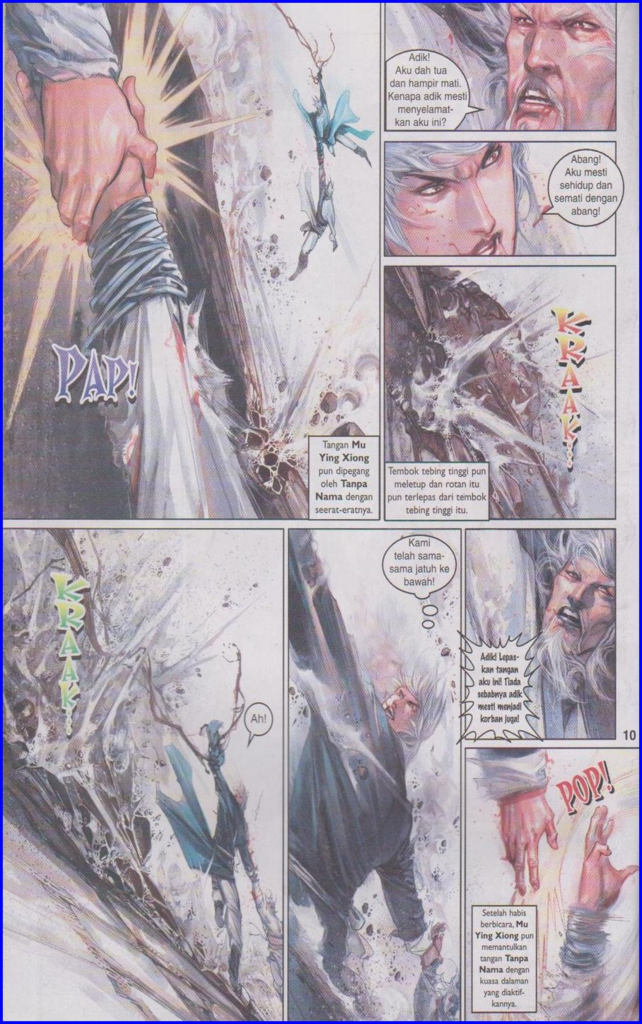 PAP!
Tangan Mu
Ying Xiong
pun dipegang
oleh Tanpa
Nama dengan
seerat-eratnya.
Adik!
Aku dah tua
dan hampir mati.
Kenapa adik mesti
menyelamat-
kan aku ini?
Abang!
Aku mesti
sehidup dan
semati dengan
abang!
KRAAK...
Tembok tebing tinggi pun
meletup dan rotan itu
pun terlepas dari tembok
tebing tinggi itu.
KRAAK...
Ah!
Kami
telah sama-
sama jatuh ke
bawah!
Adik! Lepas-
kan tangan
aku ini! Tiada
sebabnya adik
mesti menjadi
korban juga!
10
POP!
Setelah habis
berbicara, Mu
Ying Xiong pun
memantulkan
tangan Tanpa
Nama dengan
kuasa dalaman
yang diaktif-
kannya.